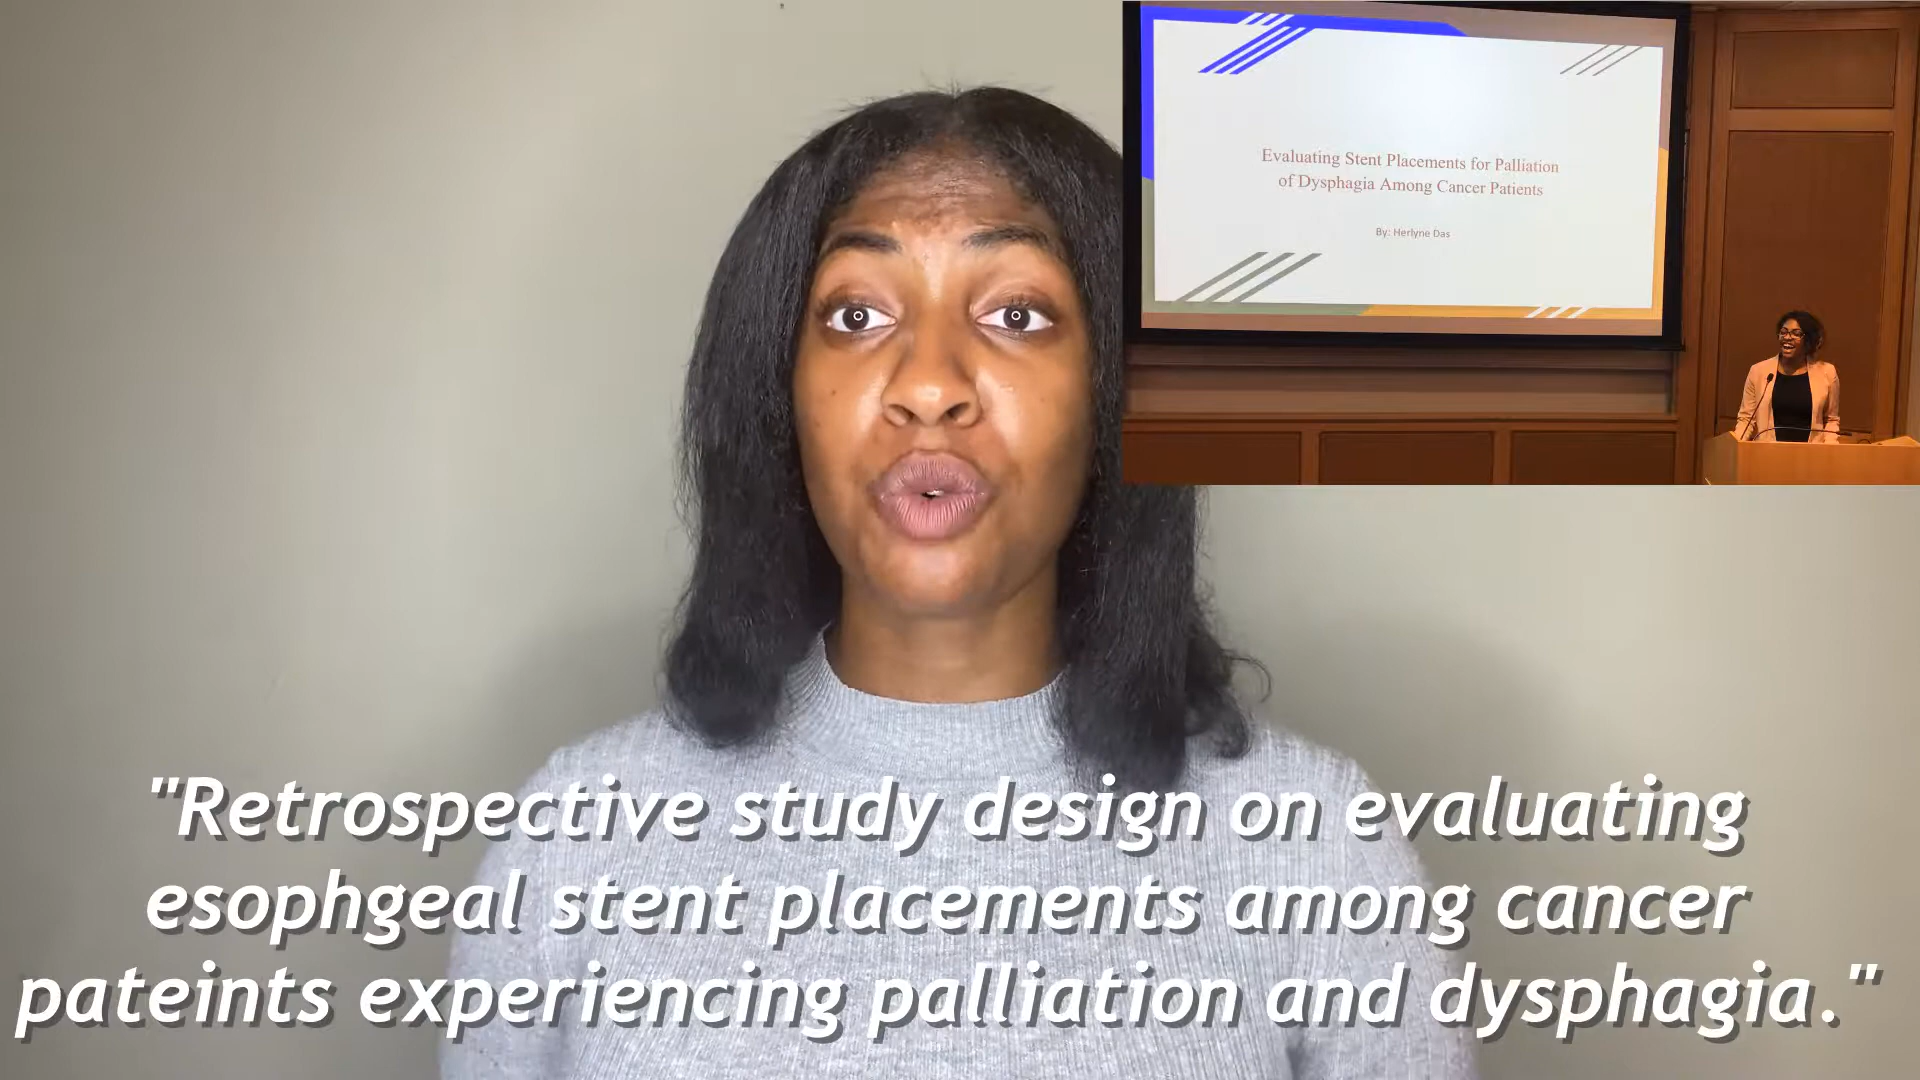 Evaluating Stent Placements for Palliation
of Dysphagia Among Cancer Patients
By: Herlyne Das
"Retrospective study design on evaluating
esophgeal stent placements among cancer
pateints experiencing palliation and dysphagia."